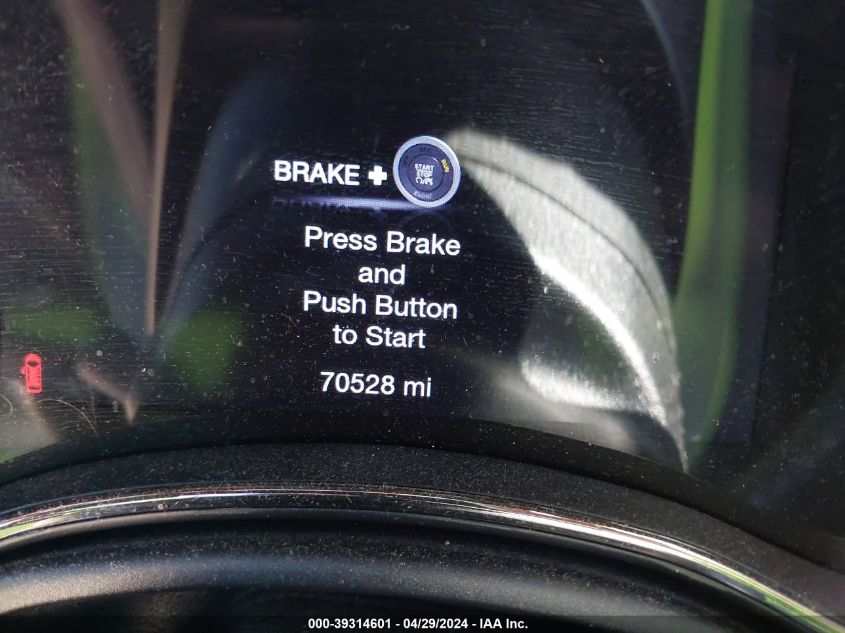 BRAKE +
START
STOP
RUN
Press Brake
and
Push Button
to Start
70528 mi
000-39314601 - 04/29/2024 - IAA Inc.